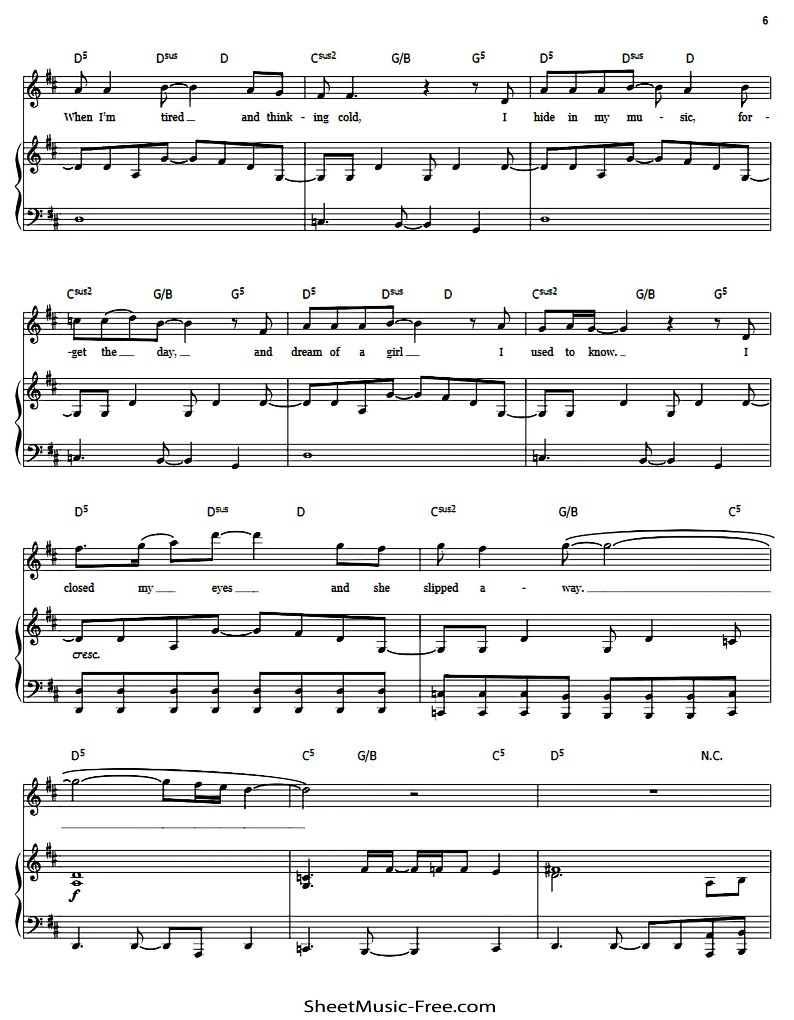 6
D5 Dsus D Csus2 G/B G5 D5 Dsus D
When I'm tired and think - ing cold, I hide in my mu - sic, for -
Csus2 G/B G5 D5 Dsus D Csus2 G/B G5
-get the day, and dream of a girl I used to know. I
D5 Dsus D Csus2 G/B C5
closed my eyes and she slipped a - way.
cresc.
D5 C5 G/B C5 D5 N.C.
f
SheetMusic-Free.com